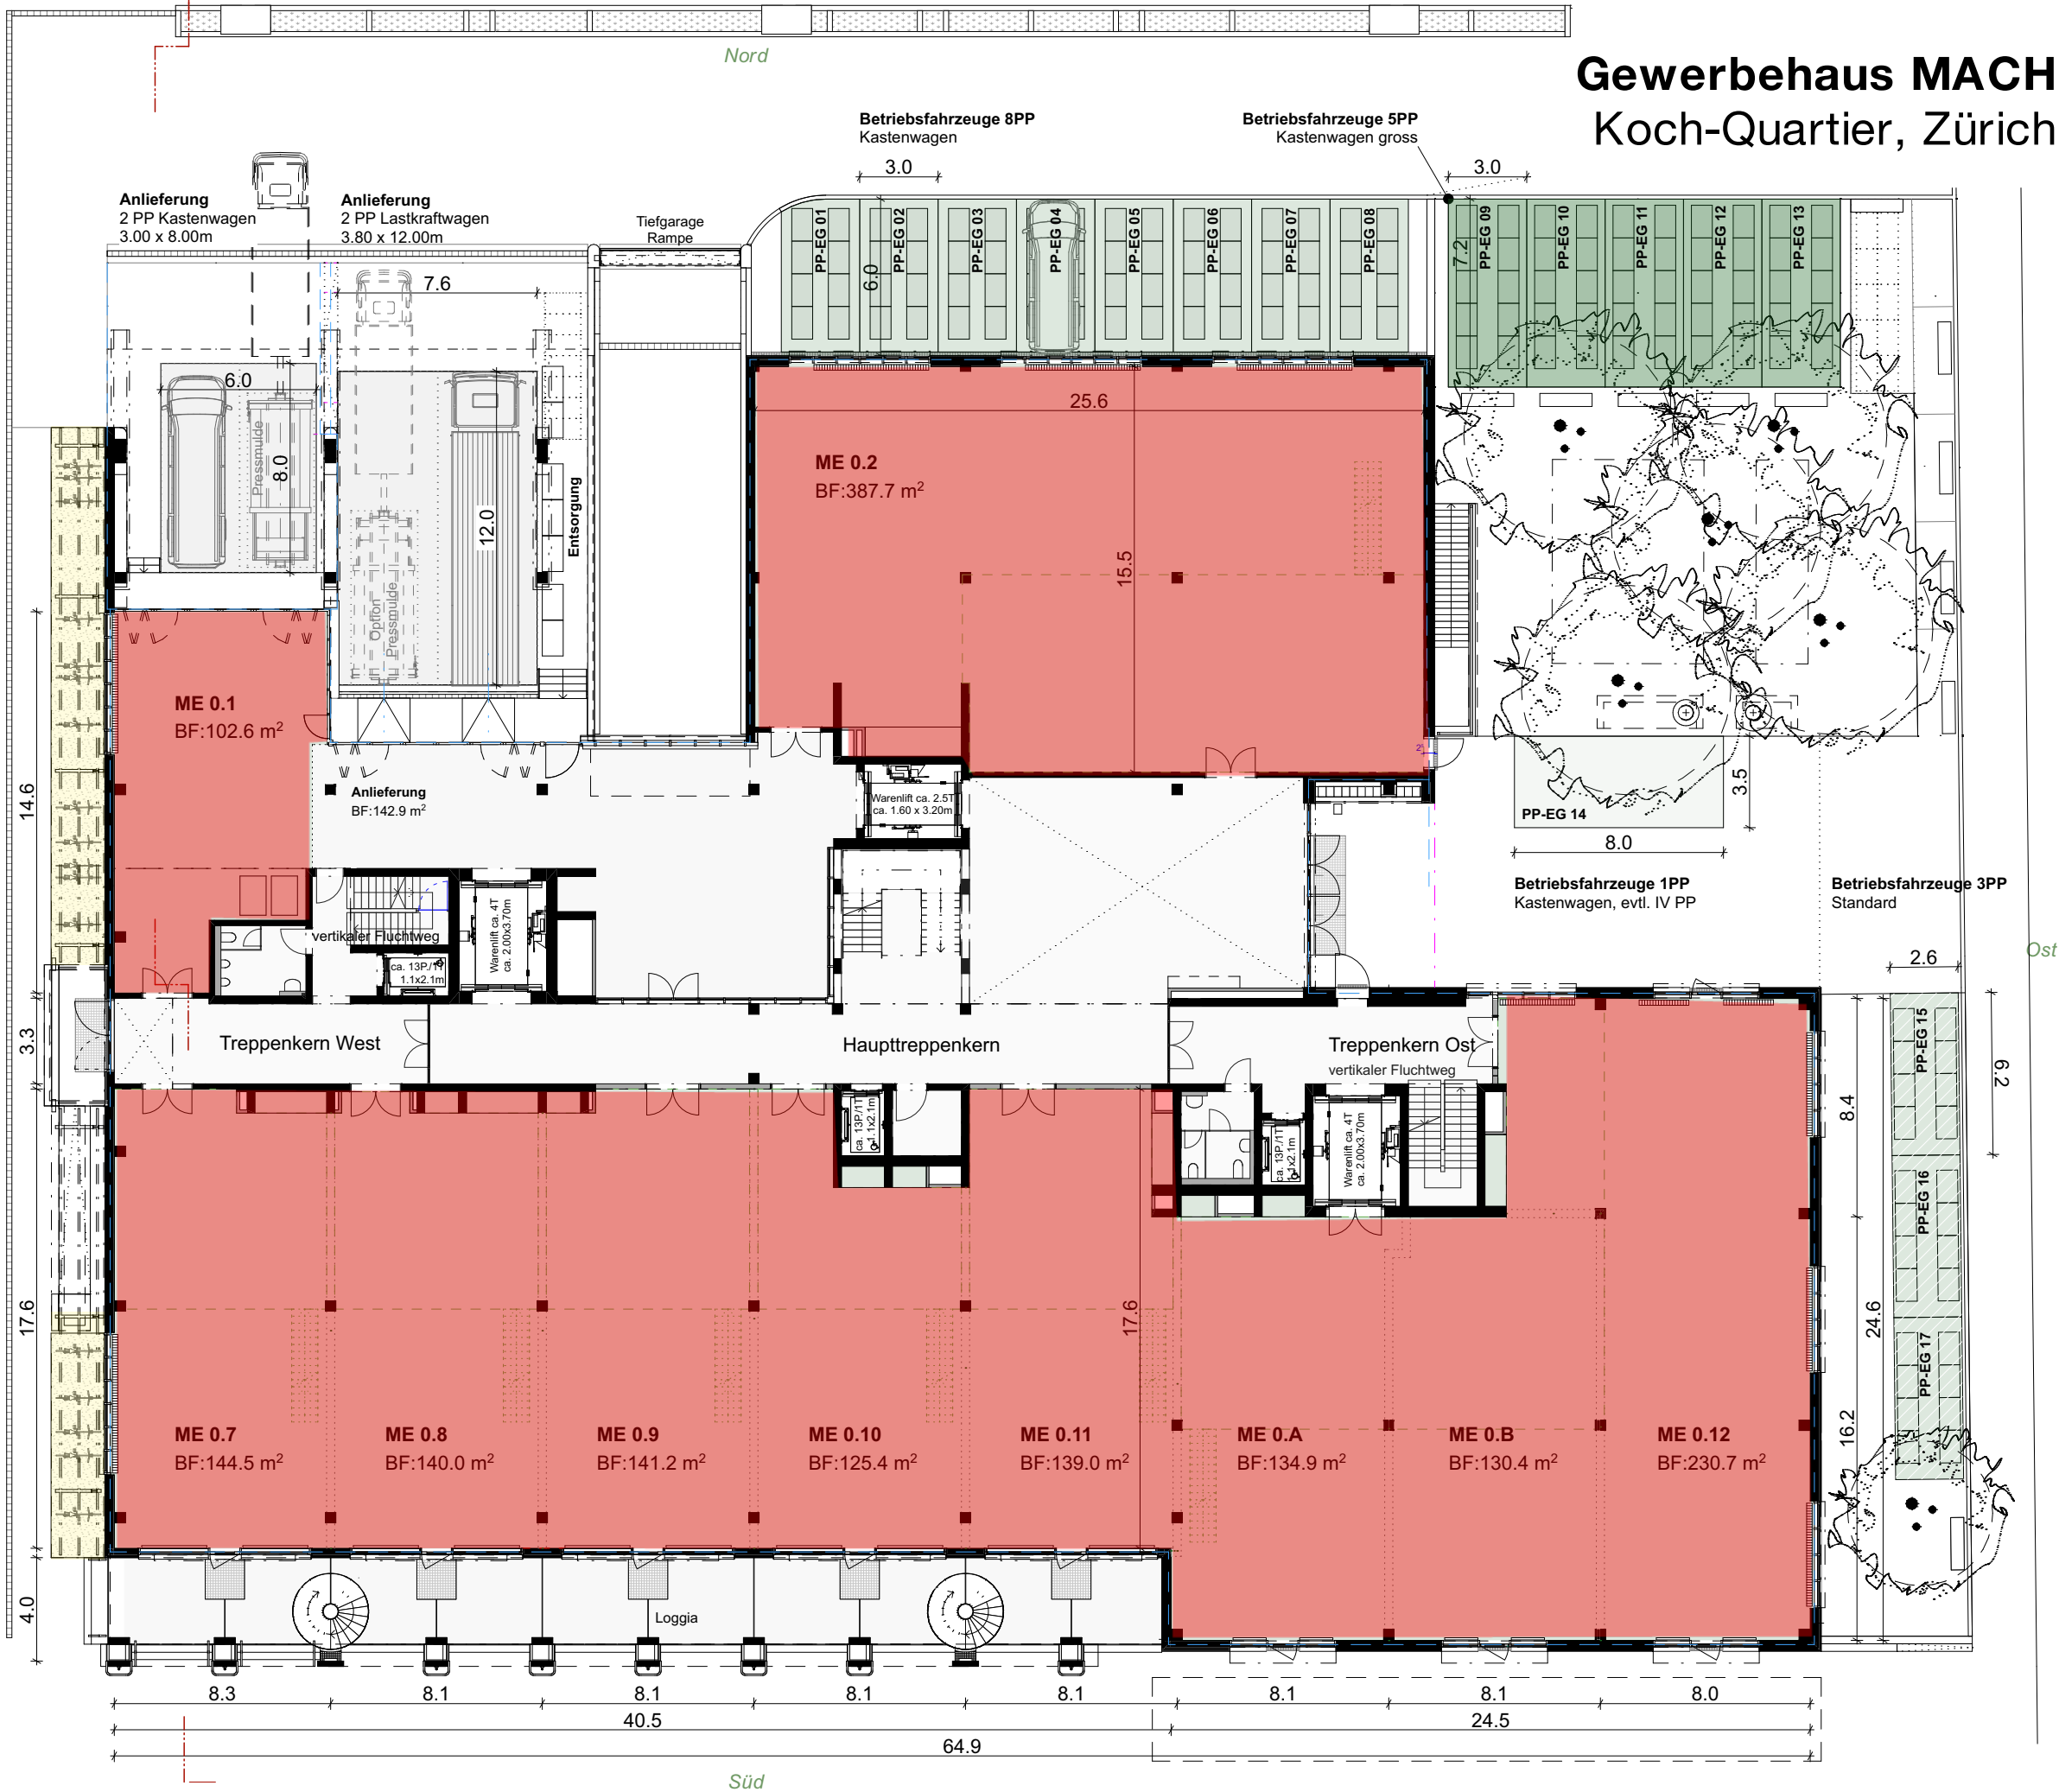 Nord
Gewerbehaus MACH
Koch-Quartier, Zürich
Betriebsfahrzeuge 8PP
Kastenwagen
3.0
Betriebsfahrzeuge 5PP
Kastenwagen gross
3.0
Anlieferung
2 PP Kastenwagen
3.00 x 8.00m
Anlieferung
2 PP Lastkraftwagen
3.80 x 12.00m
Tiefgarage
Rampe
PP-EG 01
PP-EG 02
PP-EG 03
PP-EG 04
PP-EG 05
PP-EG 06
PP-EG 07
PP-EG 08
PP-EG 09
PP-EG 10
PP-EG 11
PP-EG 12
PP-EG 13
6.0
7.2
7.6
6.0
8.0
Pressmulde
12.0
Option
Pressmulde
Entsorgung
25.6
15.5
ME 0.2
BF:387.7 m²
ME 0.1
BF:102.6 m²
Anlieferung
BF:142.9 m²
Warenlift ca. 2.5T
ca. 1.60 x 3.20m
PP-EG 14
3.5
8.0
Betriebsfahrzeuge 1PP
Kastenwagen, evtl. IV PP
Betriebsfahrzeuge 3PP
Standard
Ost
2.6
14.6
vertikaler Fluchtweg
ca. 13P./1T
1.1x2.1m
Warenlift ca. 4T
ca. 2.00x3.70m
3.3
Treppenkern West
Haupttreppenkern
Treppenkern Ost
vertikaler Fluchtweg
ca. 13P./1T
1.1x2.1m
ca. 13P./1T
1.1x2.1m
Warenlift ca. 4T
ca. 2.00x3.70m
PP-EG 15
PP-EG 16
PP-EG 17
6.2
8.4
24.6
16.2
17.6
17.6
ME 0.7
BF:144.5 m²
ME 0.8
BF:140.0 m²
ME 0.9
BF:141.2 m²
ME 0.10
BF:125.4 m²
ME 0.11
BF:139.0 m²
ME 0.A
BF:134.9 m²
ME 0.B
BF:130.4 m²
ME 0.12
BF:230.7 m²
4.0
Loggia
8.3
8.1
8.1
8.1
8.1
8.1
8.1
8.0
40.5
24.5
64.9
Süd